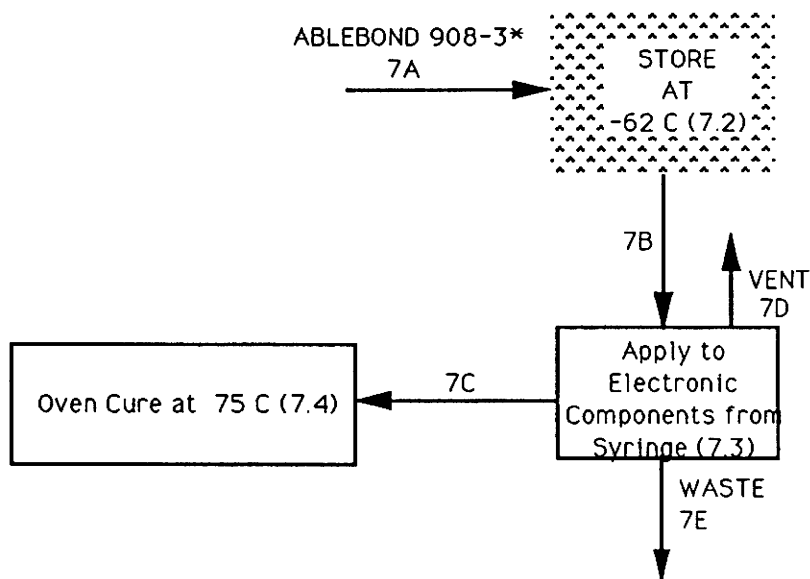 ABLEBOND 908-3*
7A
STORE
AT
-62 C (7.2)
7B
VENT
7D
Apply to
Electronic
Components from
Syringe (7.3)
7C
Oven Cure at 75 C (7.4)
WASTE
7E